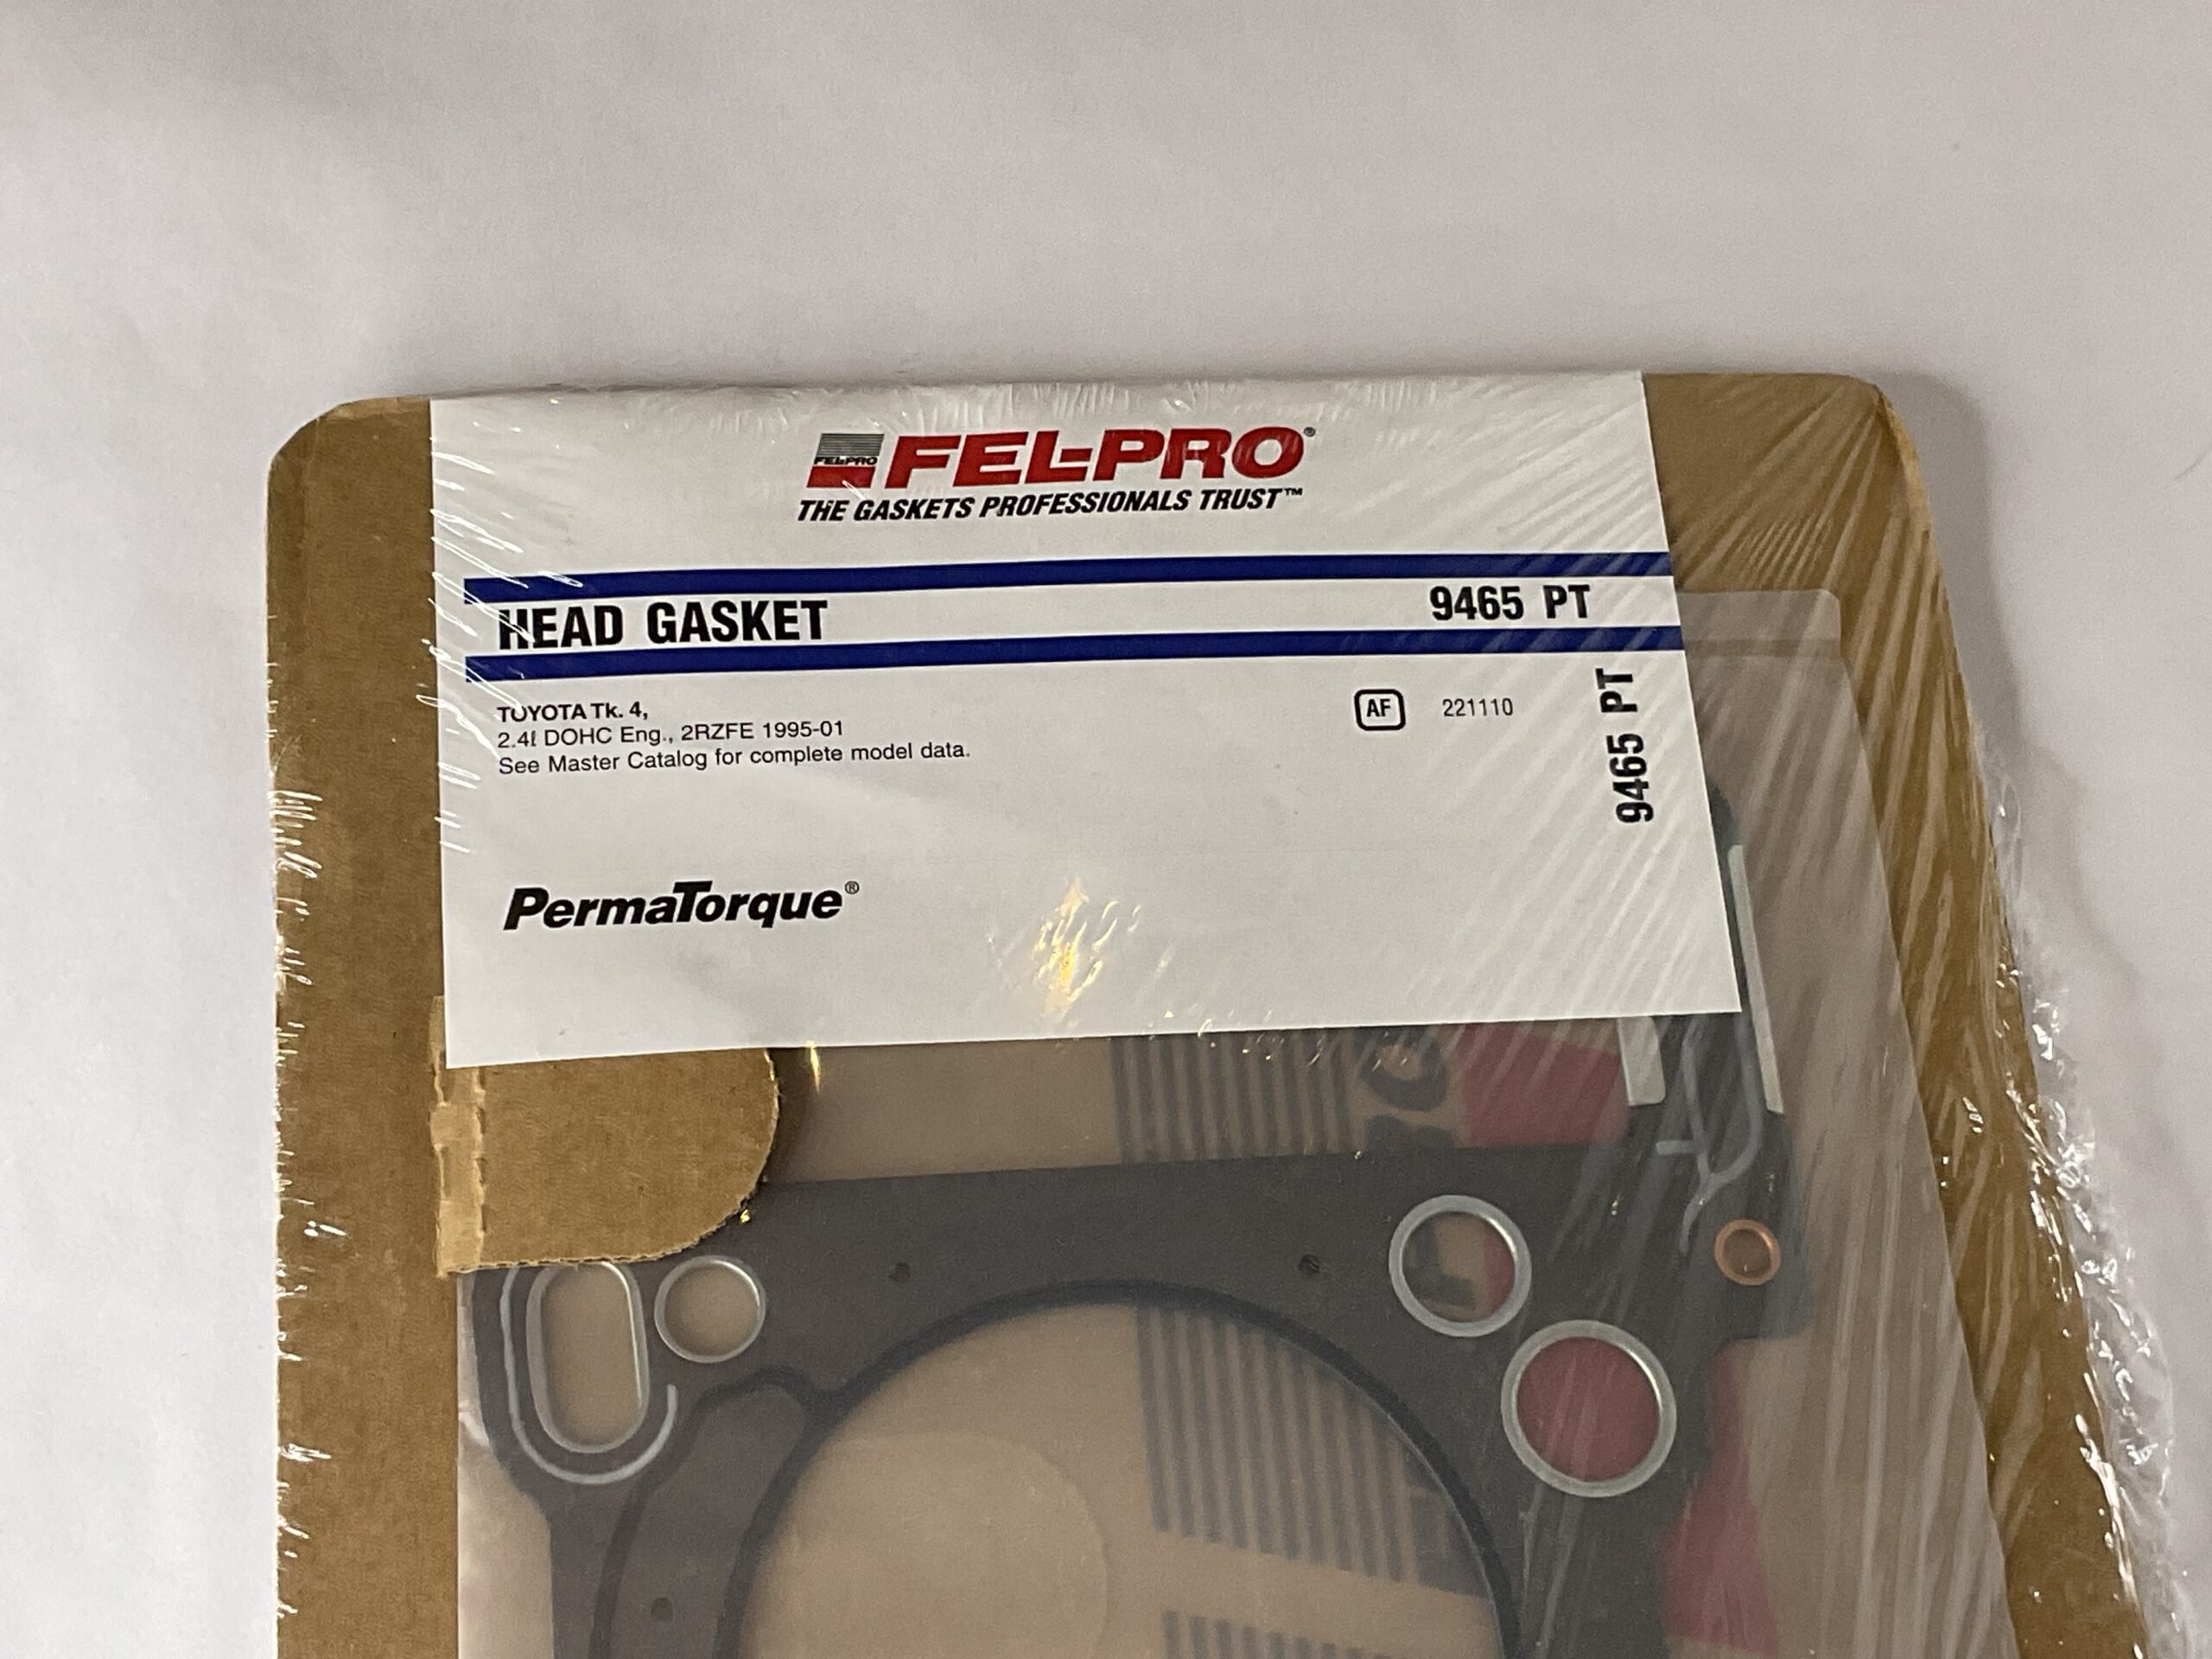 FEL-PRO FEL-PRO®
THE GASKETS PROFESSIONALS TRUST™
HEAD GASKET 9465 PT
TOYOTA Tk. 4,
2.4ℓ DOHC Eng., 2RZFE 1995-01
See Master Catalog for complete model data.
AF 221110
9465 PT
PermaTorque®